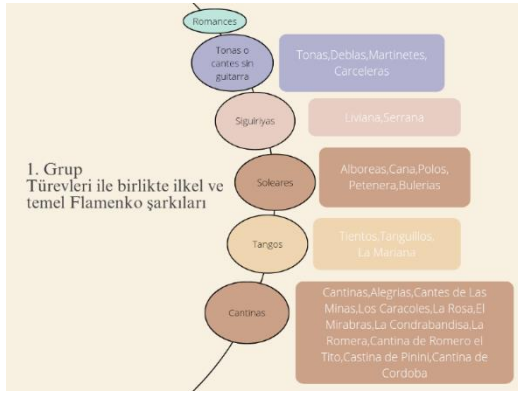 Romances
Tonas o
cantes sin
guitarra
Tonas,Deblas,Martinetes,
Carceleras
Siguiriyas
Liviana,Serrana
1. Grup
Türevleri ile birlikte ilkel ve
temel Flamenko şarkıları
Soleares
Alboreas,Cana,Polos,
Petenera,Bulerias
Tangos
Tientos,Tanguillos,
La Mariana
Cantinas
Cantinas,Alegrias,Cantes de Las
Minas,Los Caracoles,La Rosa,El
Mirabras,La Condrabandisa,La
Romera,Cantina de Romero el
Tito,Castina de Pinini,Cantina de
Cordoba